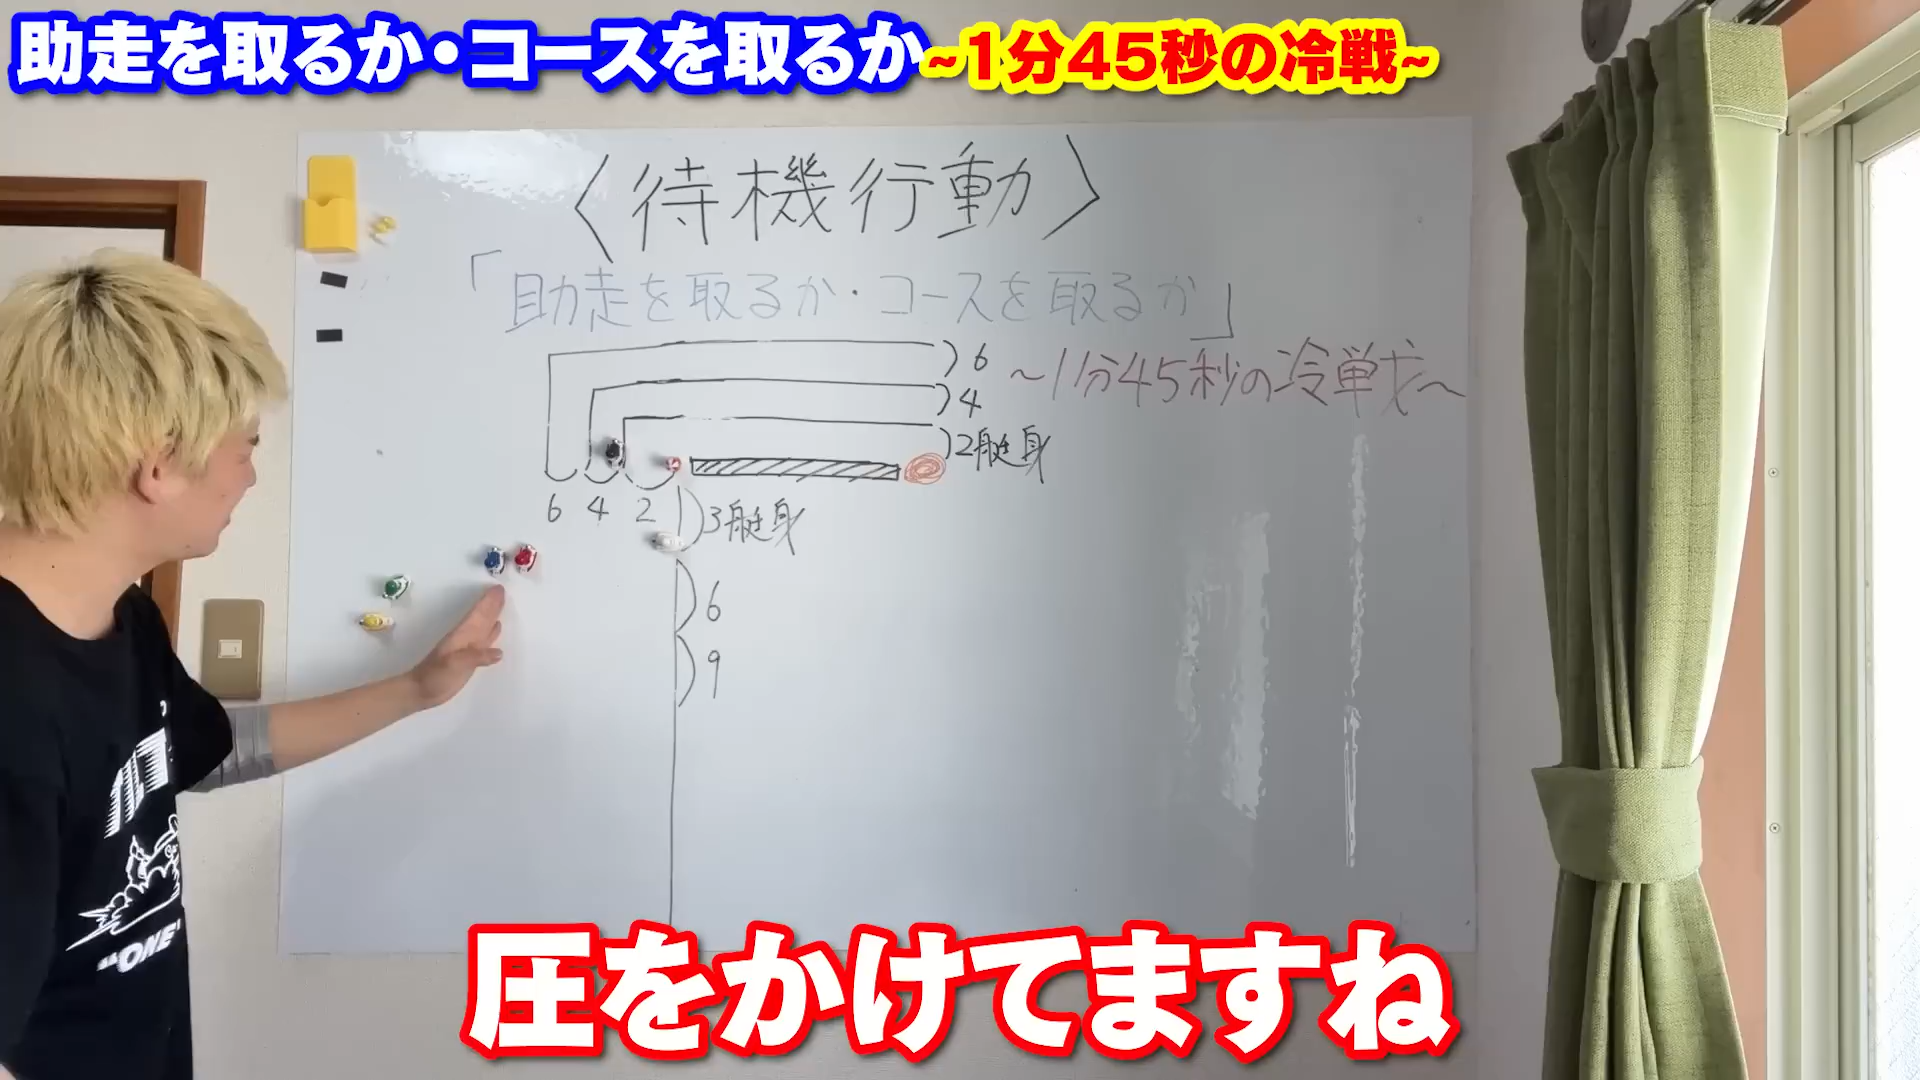 助走を取るか・コースを取るか~1分45秒の冷戦~
〈待機行動〉
「助走を取るか・コースを取るか」
~1分45秒の冷戦~
6
4
2艇身
6 4 2
3艇身
6
9
"ONE"
圧をかけてますね